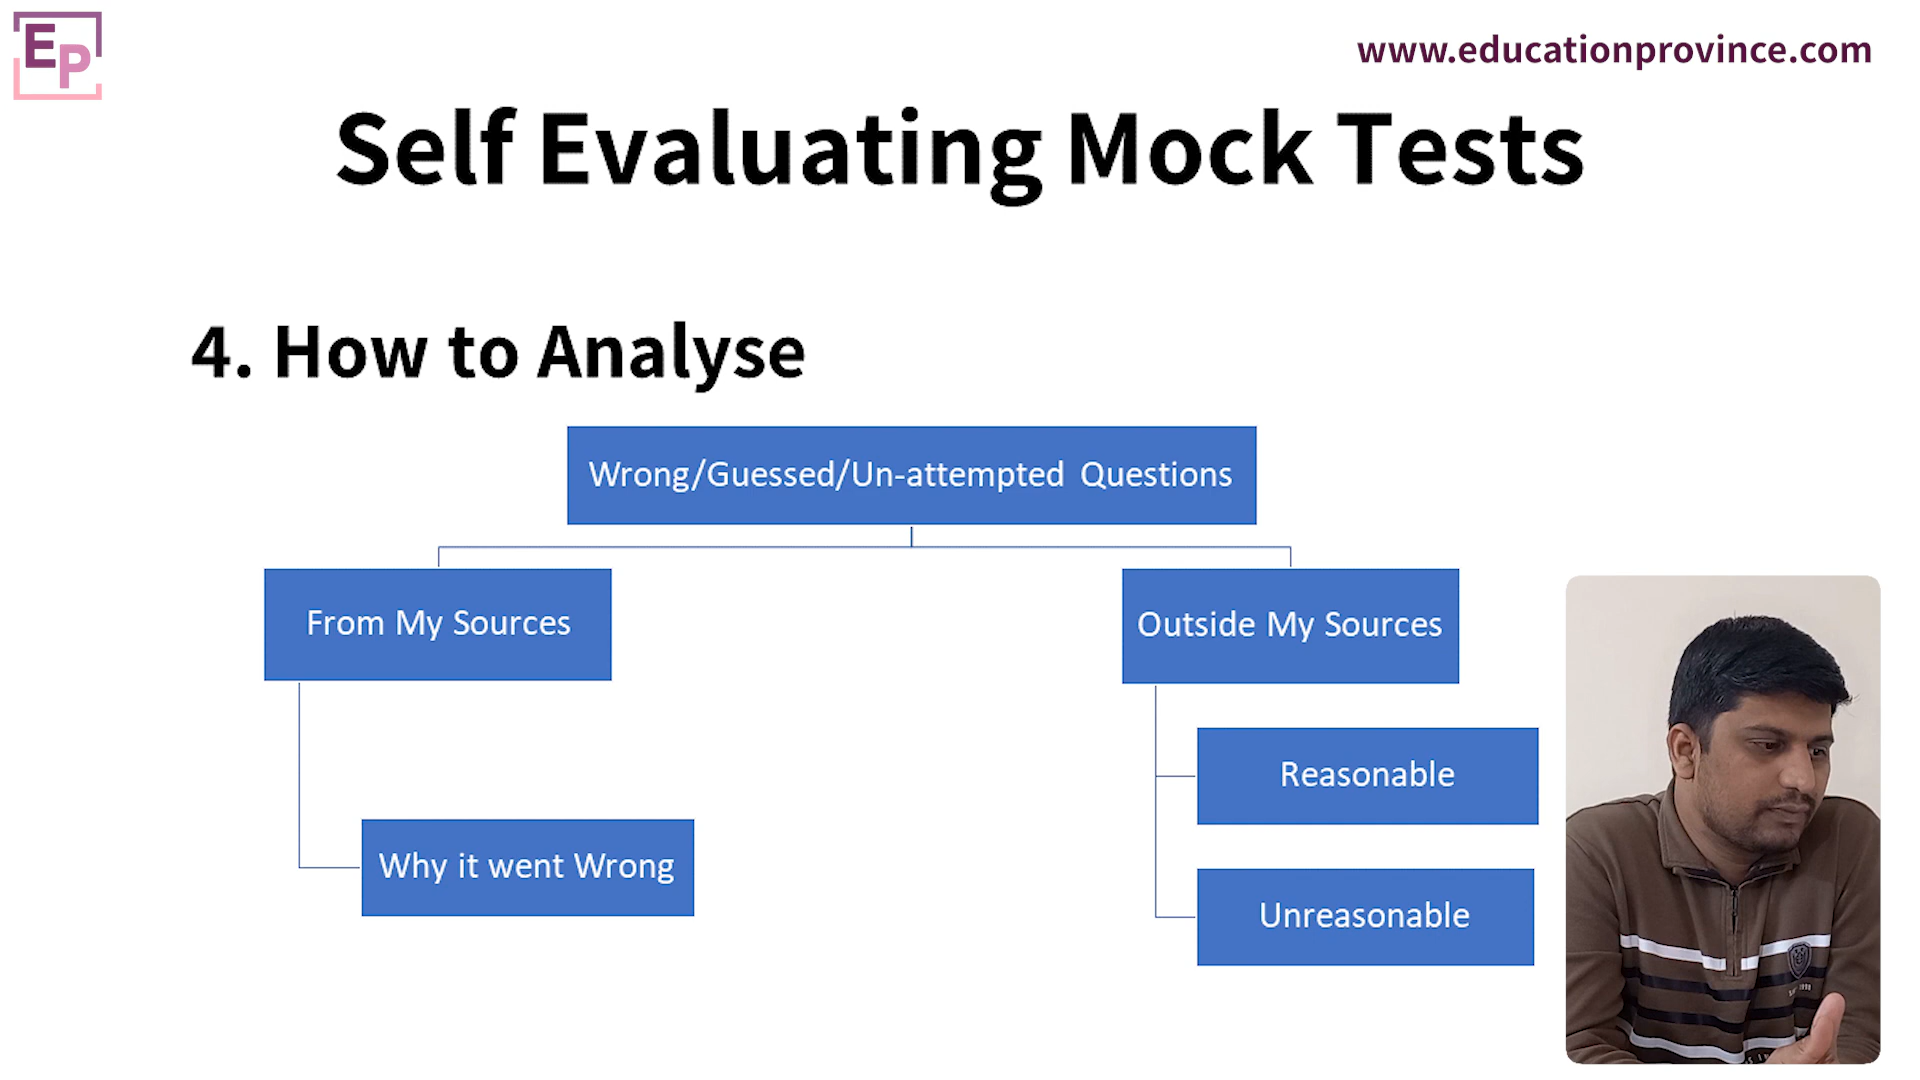 EP
www.educationprovince.com
Self Evaluating Mock Tests
4. How to Analyse
Wrong/Guessed/Un-attempted Questions
From My Sources
Outside My Sources
Reasonable
Why it went Wrong
Unreasonable